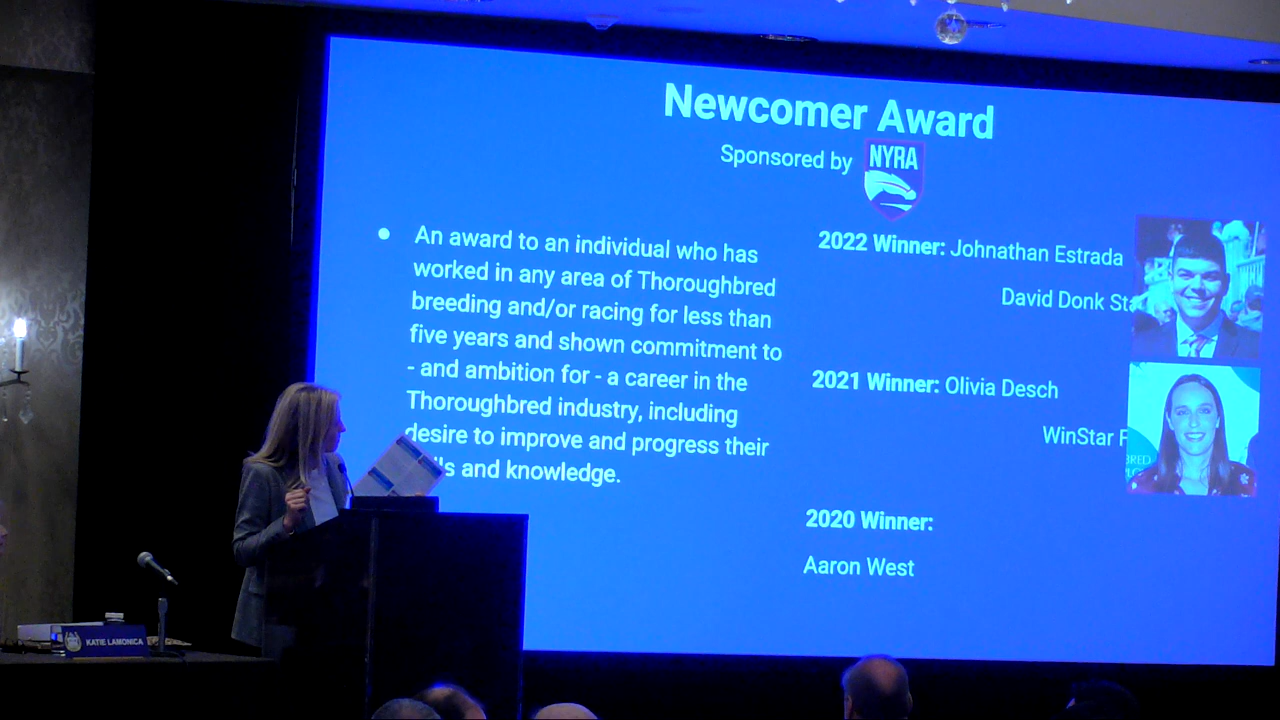 Newcomer Award
Sponsored by NYRA
An award to an individual who has
worked in any area of Thoroughbred
breeding and/or racing for less than
five years and shown commitment to
- and ambition for - a career in the
Thoroughbred industry, including
desire to improve and progress their
and knowledge.
2022 Winner: Johnathan Estrada
David Donk
2021 Winner: Olivia Desch
WinStar
2020 Winner:
Aaron West
KATIE LAMONICA